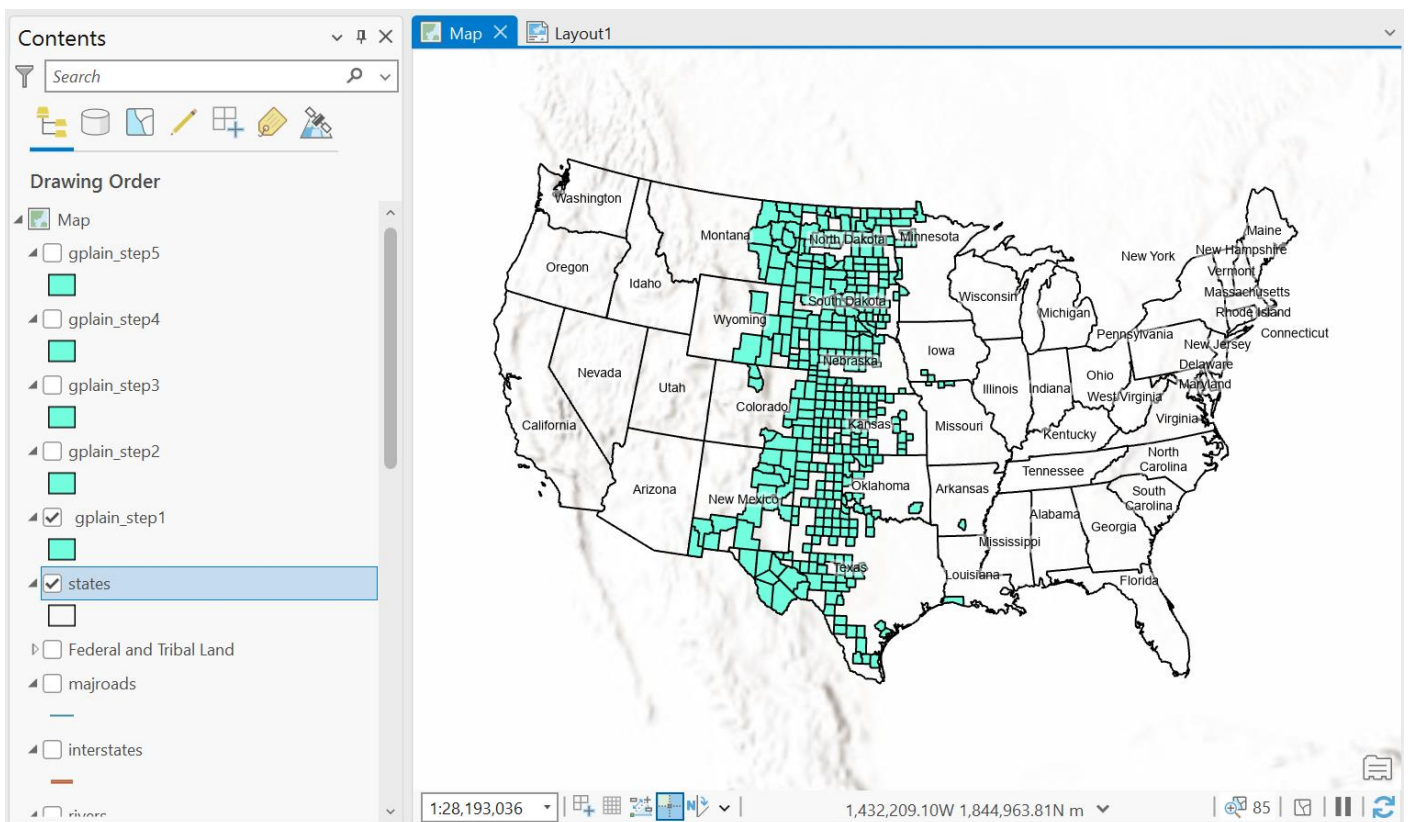 Contents
Search
Drawing Order
Map
gplain_step5
gplain_step4
gplain_step3
gplain_step2
gplain_step1
states
Federal and Tribal Land
majroads
interstates
rivers
Map
Layout1
Washington
Montana
North Dakota
Minnesota
Maine
New York
New Hampshire
Vermont
Oregon
Idaho
South Dakota
Wisconsin
Massachusetts
Wyoming
Michigan
Rhode Island
Pennsylvania
Connecticut
New Jersey
Nebraska
Iowa
Delaware
Nevada
Utah
Illinois
Indiana
Ohio
West Virginia
Maryland
Colorado
California
Kansas
Missouri
Kentucky
Virginia
North
Carolina
Tennessee
Arizona
New Mexico
Oklahoma
Arkansas
South
Carolina
Alabama
Georgia
Mississippi
Texas
Louisiana
Florida
1:28,193,036
N
1,432,209.10W 1,844,963.81N m
85